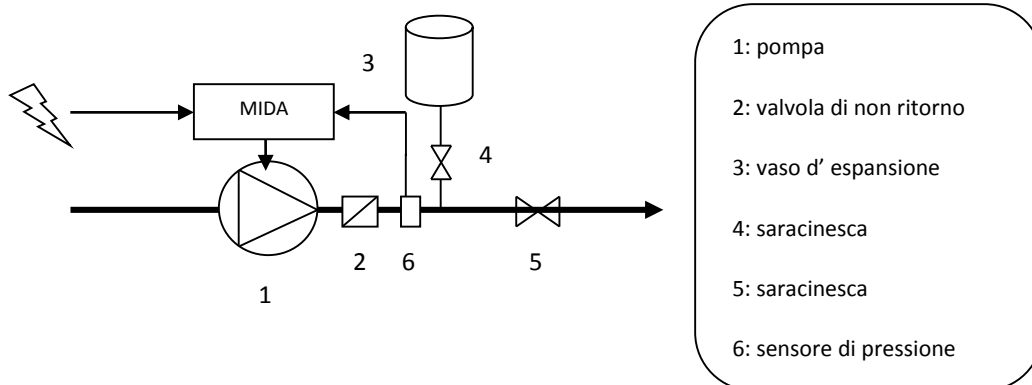 3
MIDA
4
2
6
5
1
1: pompa
2: valvola di non ritorno
3: vaso d' espansione
4: saracinesca
5: saracinesca
6: sensore di pressione